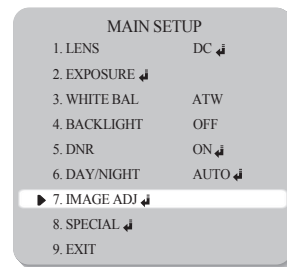 MAIN SETUP
1. LENS DC ↲
2. EXPOSURE ↲
3. WHITE BAL ATW
4. BACKLIGHT OFF
5. DNR ON ↲
6. DAY/NIGHT AUTO ↲
▶ 7. IMAGE ADJ ↲
8. SPECIAL ↲
9. EXIT